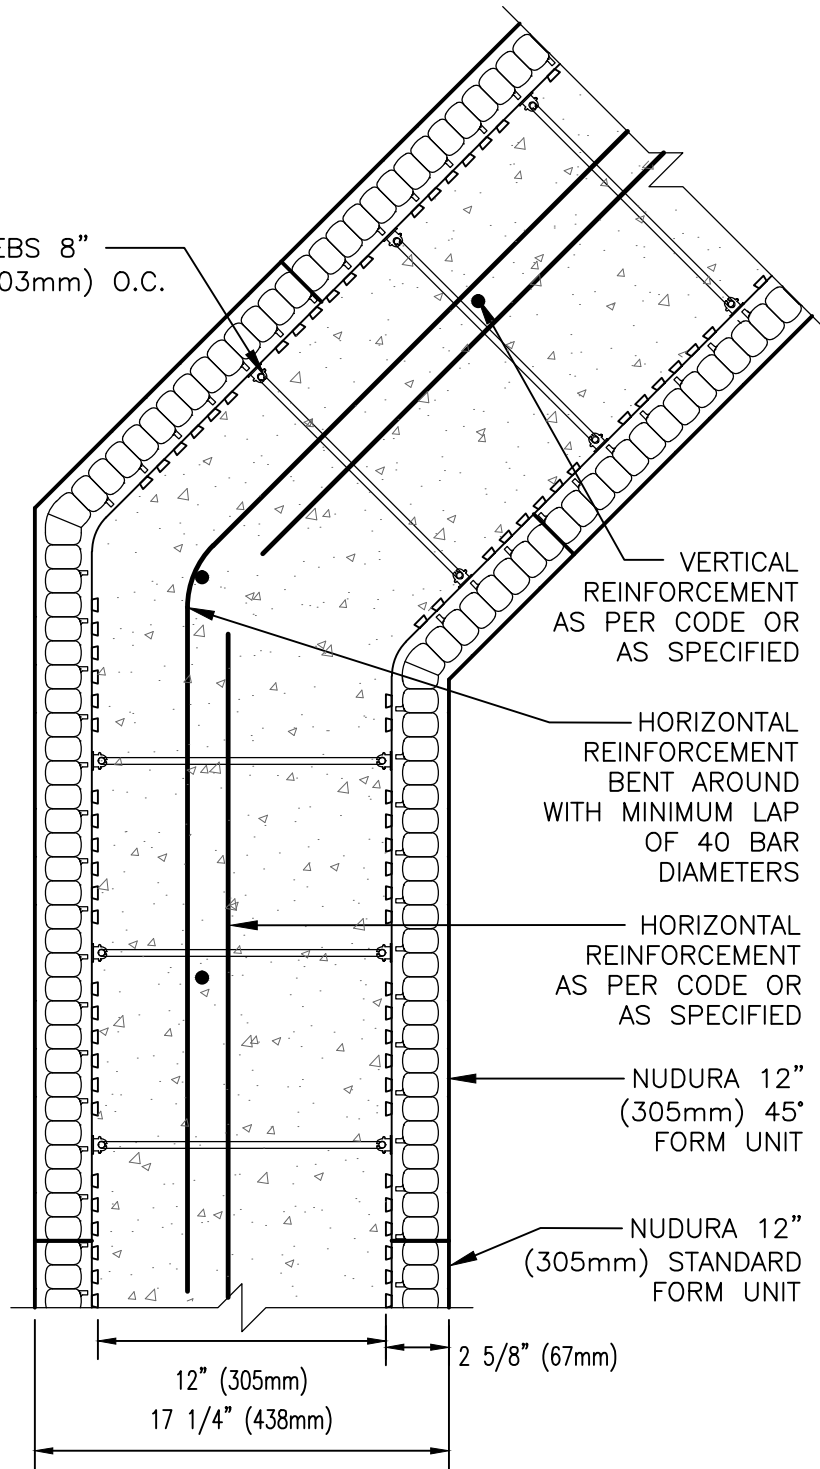 EBS 8"
03mm) O.C.
VERTICAL
REINFORCEMENT
AS PER CODE OR
AS SPECIFIED
HORIZONTAL
REINFORCEMENT
BENT AROUND
WITH MINIMUM LAP
OF 40 BAR
DIAMETERS
HORIZONTAL
REINFORCEMENT
AS PER CODE OR
AS SPECIFIED
NUDURA 12"
(305mm) 45°
FORM UNIT
NUDURA 12"
(305mm) STANDARD
FORM UNIT
2 5/8" (67mm)
12" (305mm)
17 1/4" (438mm)